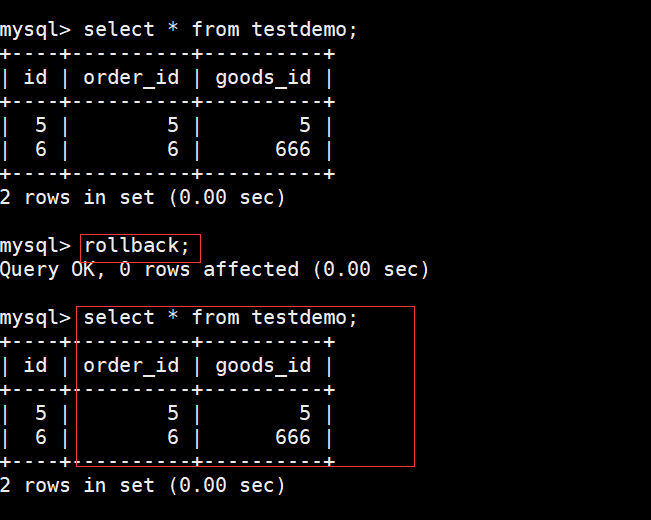 mysql> select * from testdemo;
+----+----------+----------+
| id | order_id | goods_id |
+----+----------+----------+
|  5 |        5 |        5 |
|  6 |        6 |      666 |
+----+----------+----------+
2 rows in set (0.00 sec)
mysql> rollback;
Query OK, 0 rows affected (0.00 sec)
mysql> select * from testdemo;
+----+----------+----------+
| id | order_id | goods_id |
+----+----------+----------+
|  5 |        5 |        5 |
|  6 |        6 |      666 |
+----+----------+----------+
2 rows in set (0.00 sec)